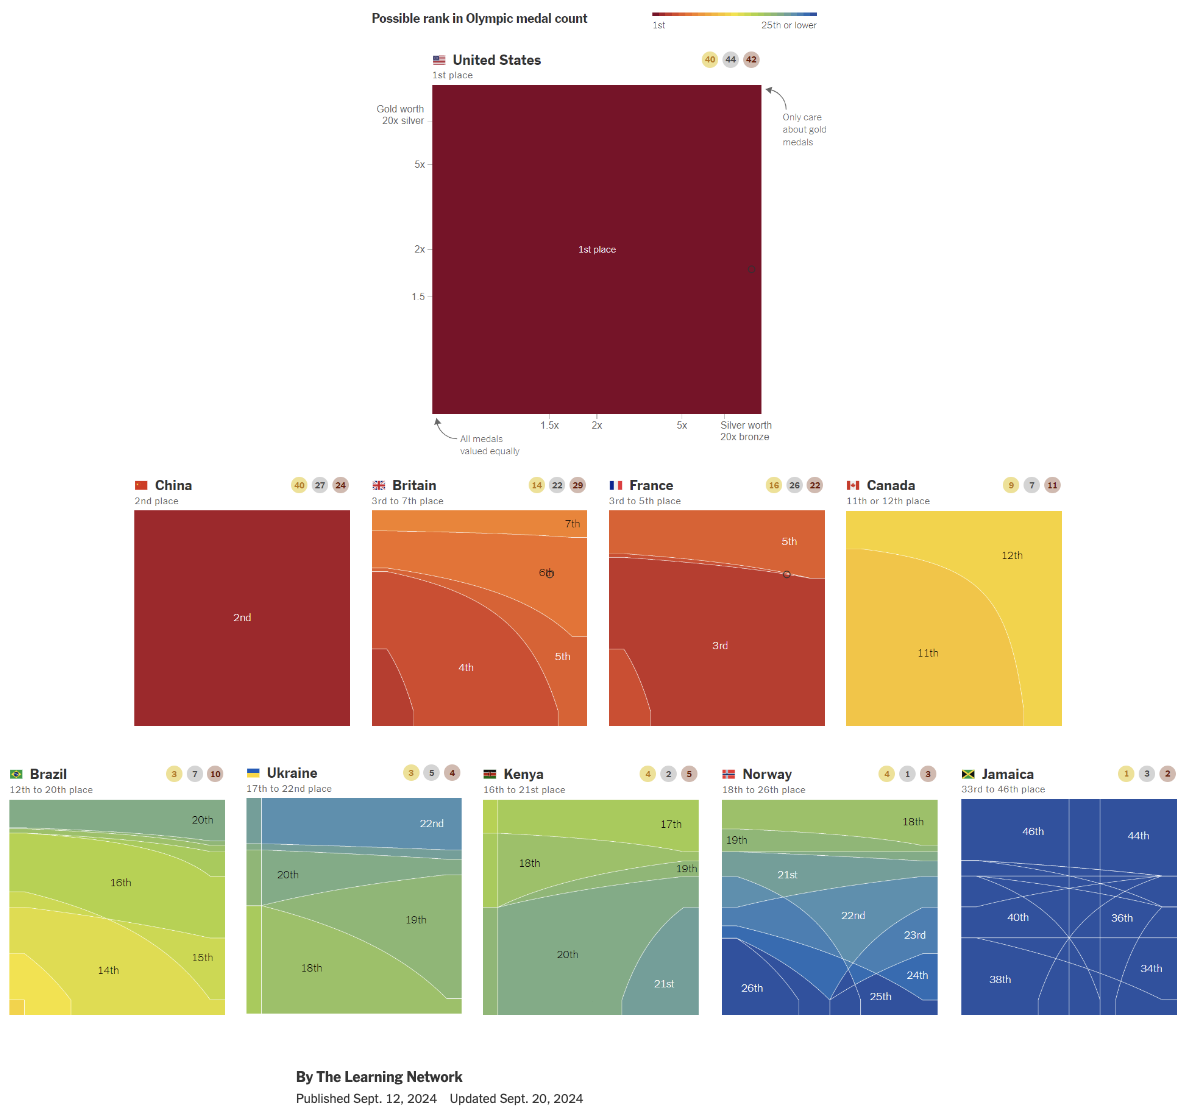 Possible rank in Olympic medal count
1st
25th or lower
United States
40 44 42
1st place
Gold worth
20x silver
5x
2x
1.5
1st place
Only care
about gold
medals
1.5x
2x
5x
Silver worth
20x bronze
All medals
valued equally
China
40 27 24
2nd place
2nd
Britain
14 22 29
3rd to 7th place
7th
6th
5th
4th
France
16 26 22
3rd to 5th place
5th
3rd
Canada
9 7 11
11th or 12th place
12th
11th
Brazil
3 7 10
12th to 20th place
20th
16th
15th
14th
Ukraine
3 5 4
17th to 22nd place
22nd
20th
19th
18th
Kenya
4 2 5
16th to 21st place
17th
18th
19th
20th
21st
Norway
4 1 3
18th to 26th place
18th
19th
21st
22nd
23rd
24th
25th
26th
Jamaica
1 3 2
33rd to 46th place
46th
44th
40th
36th
38th
34th
By The Learning Network
Published Sept. 12, 2024 Updated Sept. 20, 2024